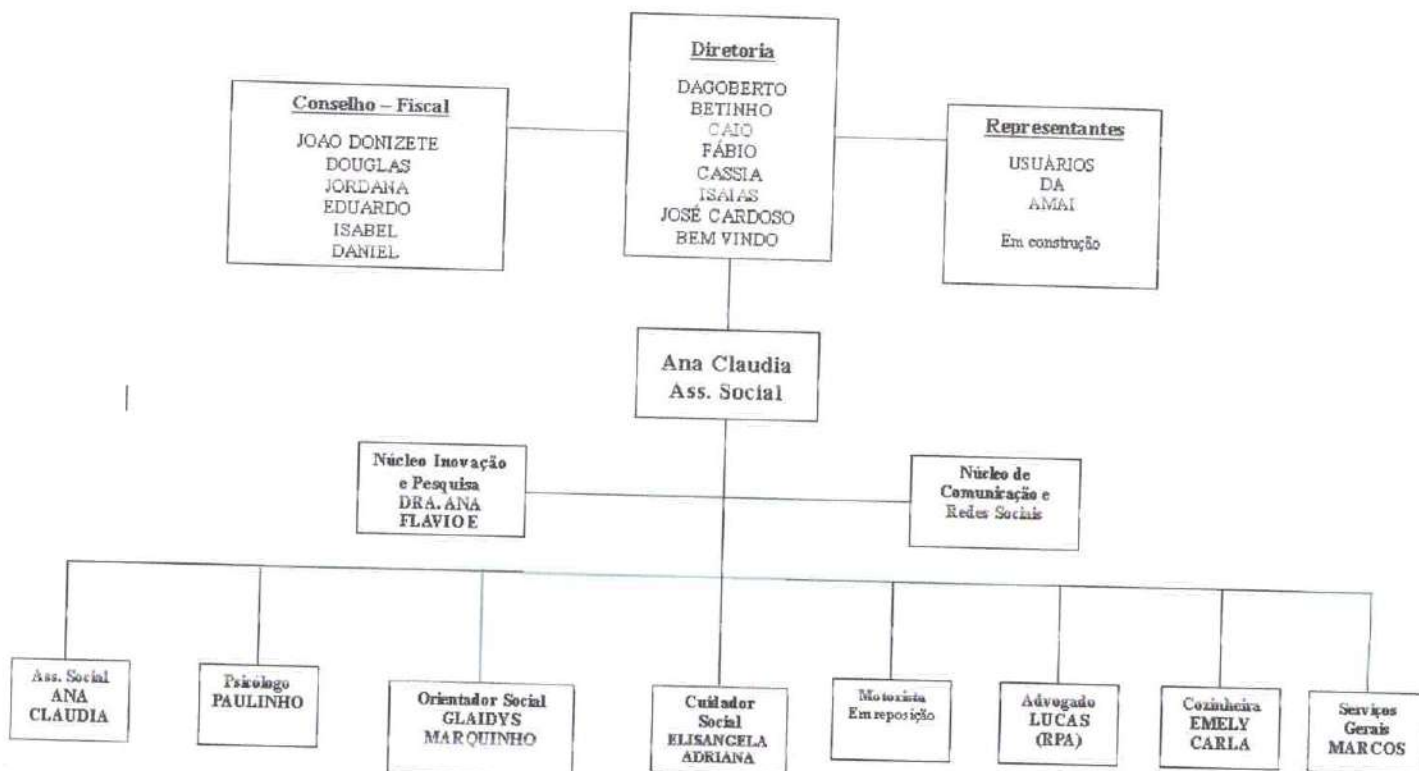 Diretoria
DAGOBERTO
BETINHO
CAIO
FÁBIO
CASSIA
ISAIAS
JOSÉ CARDOSO
BEM VINDO
Conselho – Fiscal
JOAO DONIZETE
DOUGLAS
JORDANA
EDUARDO
ISABEL
DANIEL
Representantes
USUÁRIOS
DA
AMAI
Em construção
Ana Claudia
Ass. Social
Núcleo Inovação
e Pesquisa
DRA. ANA
FLAVIO E
Núcleo de
Comunicação e
Redes Sociais
Ass. Social
ANA
CLAUDIA
Psicólogo
PAULINHO
Orientador Social
GLAIDYS
MARQUINHO
Cuidador
Social
ELISANGELA
ADRIANA
Motorista
Em reposição
Advogado
LUCAS
(RPA)
Cozinheira
EMELY
CARLA
Serviços
Gerais
MARCOS